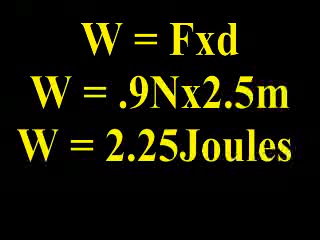 W = Fxd
W = .9Nx2.5m
W = 2.25Joules